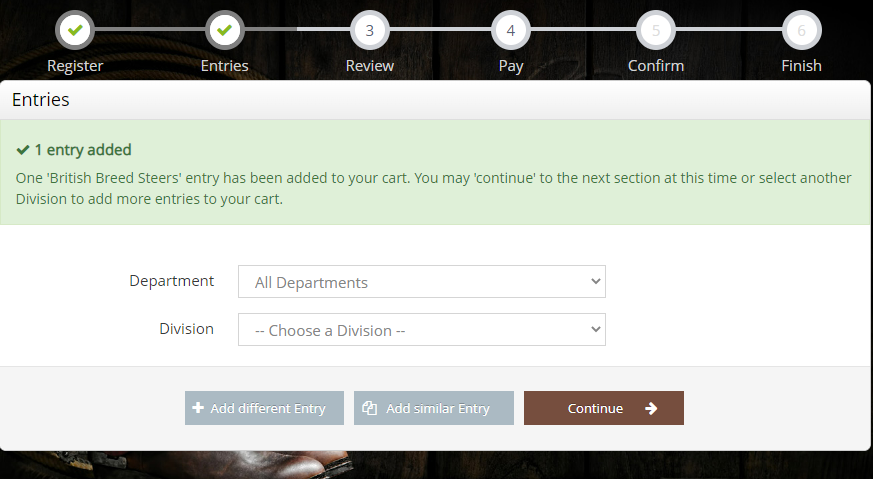 3 4 5 6
Register Entries Review Pay Confirm Finish
Entries
1 entry added
One 'British Breed Steers' entry has been added to your cart. You may 'continue' to the next section at this time or select another
Division to add more entries to your cart.
Department All Departments
Division -- Choose a Division --
Add different Entry Add similar Entry Continue